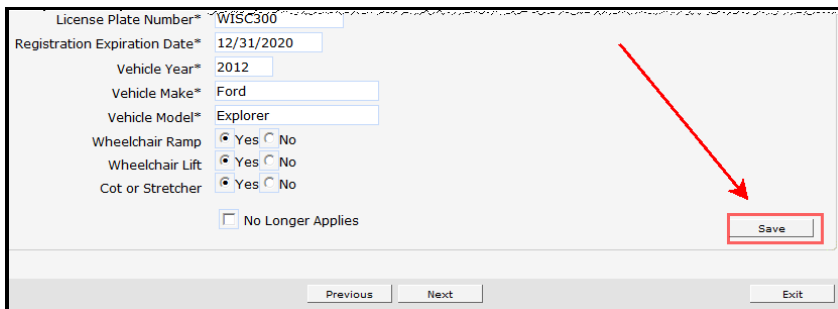 License Plate Number* WISC300
Registration Expiration Date* 12/31/2020
Vehicle Year* 2012
Vehicle Make* Ford
Vehicle Model* Explorer
Wheelchair Ramp Yes No
Wheelchair Lift Yes No
Cot or Stretcher Yes No
No Longer Applies
Save
Previous Next Exit